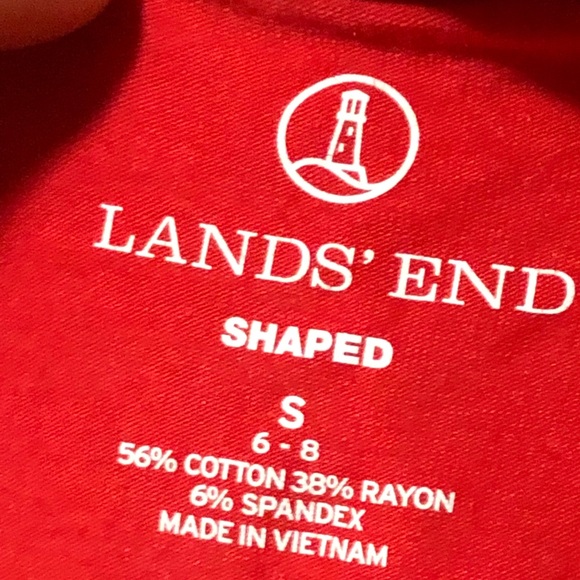 LANDS' END
SHAPED
S
6 - 8
56% COTTON 38% RAYON
6% SPANDEX
MADE IN VIETNAM